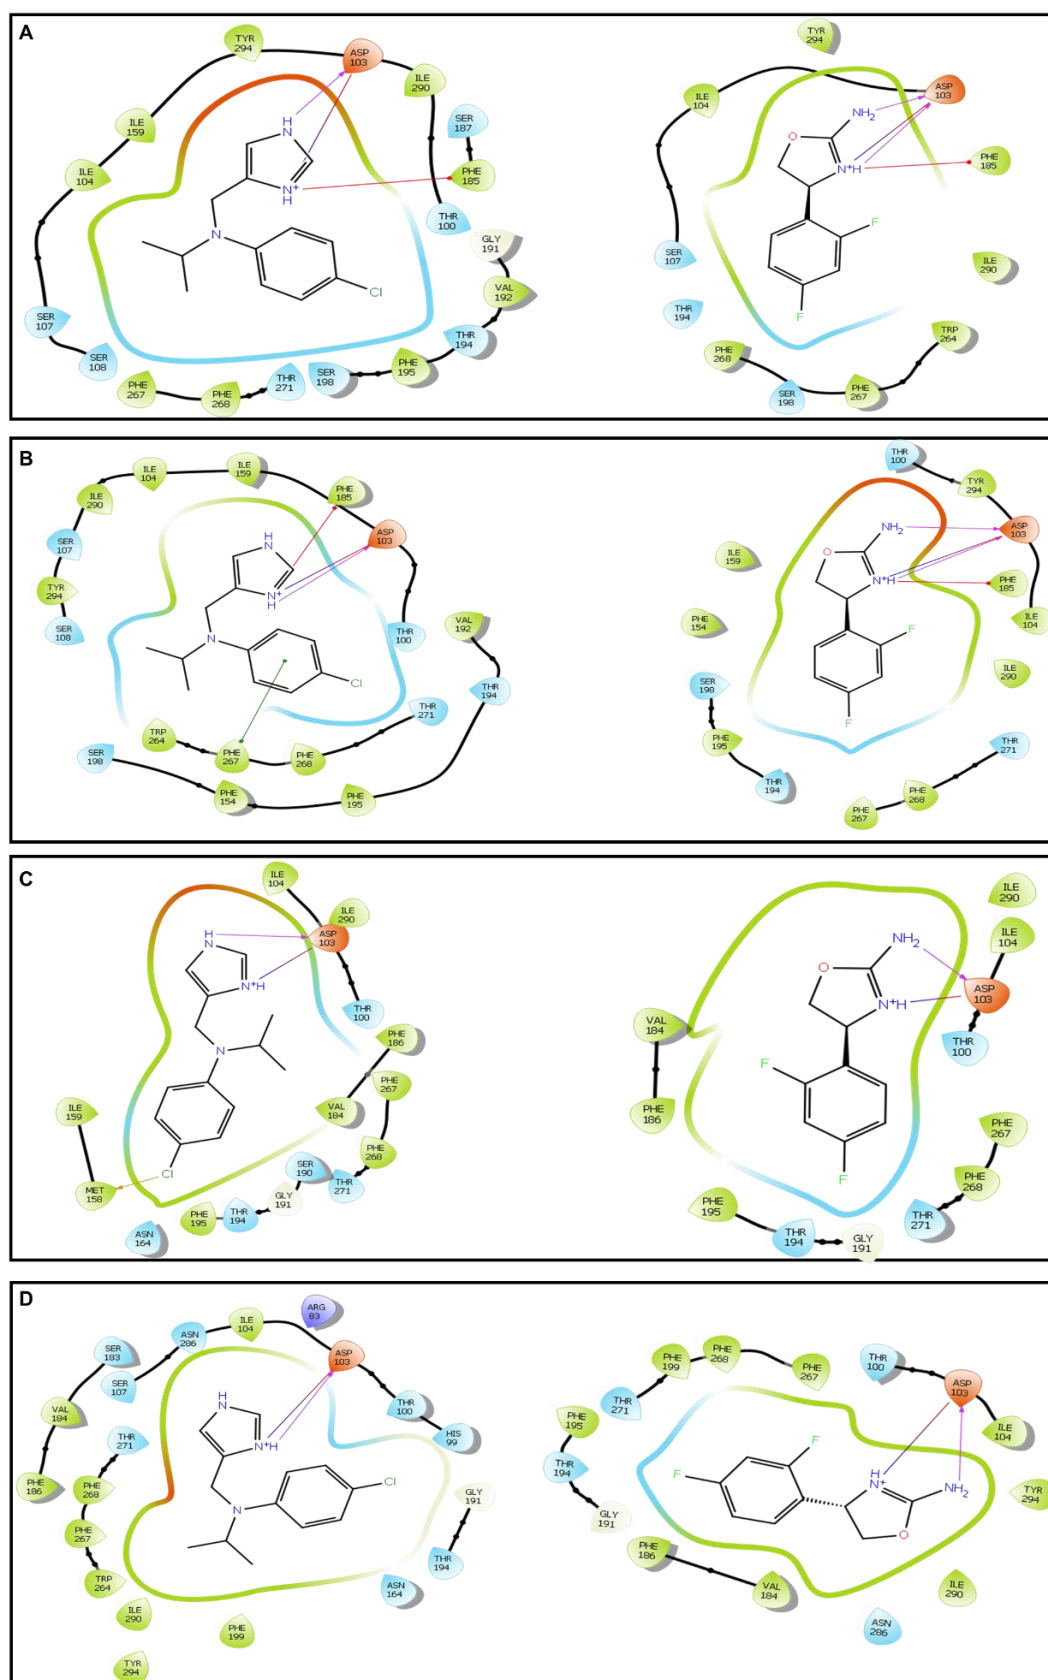 A
TYR
294
ASP
103
ILE
290
ILE
159
SER
187
ILE
104
PHE
185
THR
100
GLY
191
VAL
192
SER
107
THR
194
SER
108
PHE
195
SER
198
THR
271
PHE
267
PHE
268
NH
N+
H
N
Cl
TYR
294
ILE
104
ASP
103
NH2
O
N+H
PHE
185
F
SER
107
ILE
290
THR
194
F
TRP
264
PHE
268
SER
198
PHE
267
B
ILE
104
ILE
159
PHE
185
ILE
290
ASP
103
SER
107
NH
TYR
294
N+
H
SER
108
N
THR
100
VAL
192
Cl
THR
194
THR
271
TRP
264
PHE
267
PHE
268
SER
198
PHE
154
PHE
195
THR
100
TYR
294
NH2
ASP
103
ILE
159
O
N+H
PHE
185
ILE
104
PHE
154
F
ILE
290
SER
198
F
PHE
195
THR
271
THR
194
PHE
268
PHE
267
C
ILE
104
ILE
290
NH
ASP
103
N+H
THR
100
N
PHE
186
PHE
267
ILE
159
VAL
184
PHE
268
Cl
SER
190
THR
271
MET
158
GLY
191
THR
194
PHE
195
ASN
164
ILE
290
ILE
104
NH2
O
ASP
103
N+H
VAL
184
THR
100
F
PHE
186
PHE
267
F
PHE
268
PHE
195
THR
271
THR
194
GLY
191
D
ARG
83
ILE
104
ASN
286
SER
183
ASP
103
SER
107
NH
THR
100
VAL
184
HIS
99
THR
271
N+H
PHE
186
PHE
268
Cl
GLY
191
PHE
267
N
THR
194
TRP
264
ASN
164
ILE
290
PHE
199
TYR
294
PHE
199
PHE
268
PHE
267
THR
100
ASP
103
THR
271
PHE
195
ILE
104
F
THR
194
F
H
N+
NH2
TYR
294
GLY
191
O
PHE
186
VAL
184
ILE
290
ASN
286